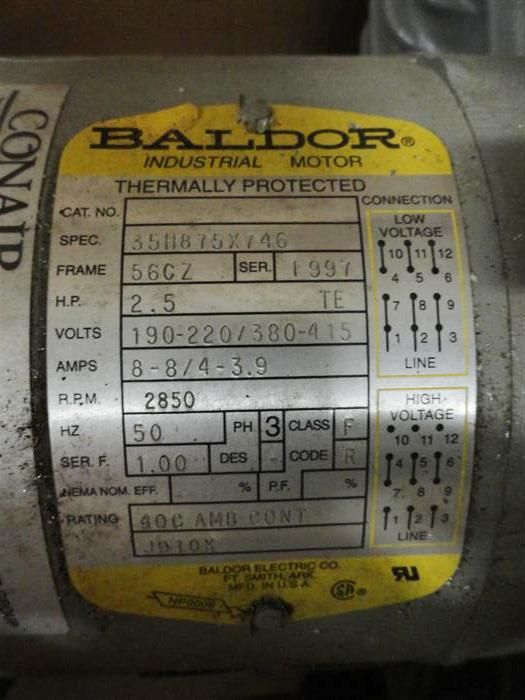 CONAIR
BALDOR®
INDUSTRIAL MOTOR
THERMALLY PROTECTED
CAT. NO.
SPEC. 35H875X746
FRAME 56CZ SER. F997
H.P. 2.5 TE
VOLTS 190-220/380-415
AMPS 8-8/4-3.9
R.P.M. 2850
HZ 50 PH 3 CLASS F
SER. F. 1.00 DES - CODE R
NEMA NOM. EFF. % P.F. %
RATING 40C AMB-CONT
CONNECTION
LOW
VOLTAGE
10 11 12
4 5 6
7 8 9
1 2 3
LINE
HIGH
VOLTAGE
10 11 12
4 5 6
7 8 9
1 2 3
LINE
BALDOR ELECTRIC CO.
FT. SMITH, ARK.
MFD. IN U.S.A.